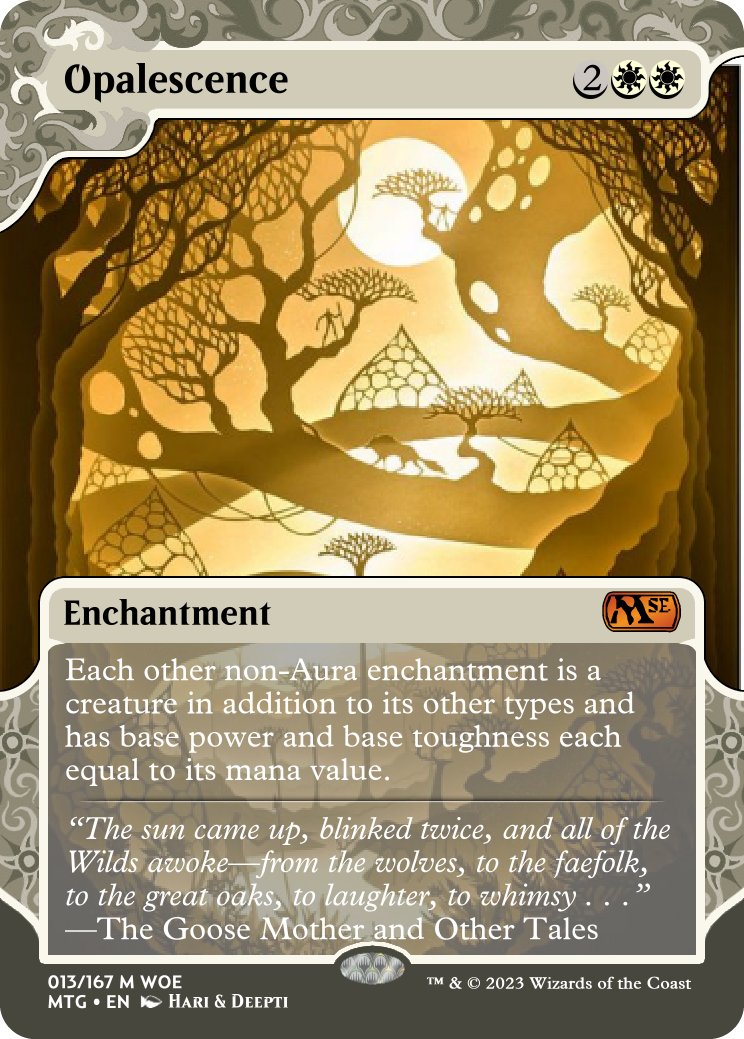 Opalescence
2
Enchantment
MSE
Each other non-Aura enchantment is a
creature in addition to its other types and
has base power and base toughness each
equal to its mana value.
“The sun came up, blinked twice, and all of the
Wilds awoke—from the wolves, to the faefolk,
to the great oaks, to laughter, to whimsy . . .”
—The Goose Mother and Other Tales
013/167 M WOE
™ & © 2023 Wizards of the Coast
MTG • EN Hari & Deepti